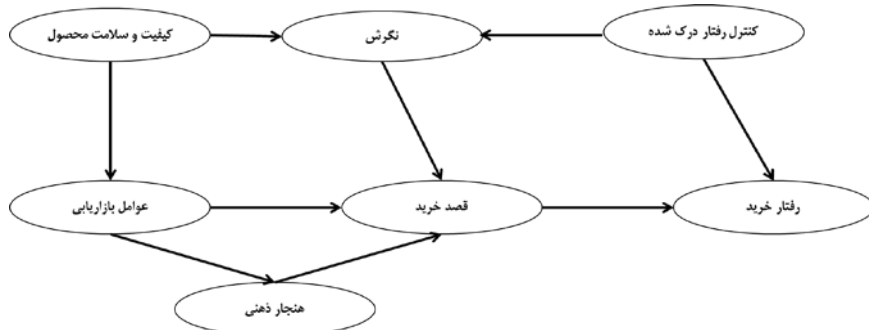 کنترل رفتار درک شده
نگرش
کیفیت و سلامت محصول
رفتار خرید
قصد خرید
عوامل بازاریابی
هنجار ذهنی